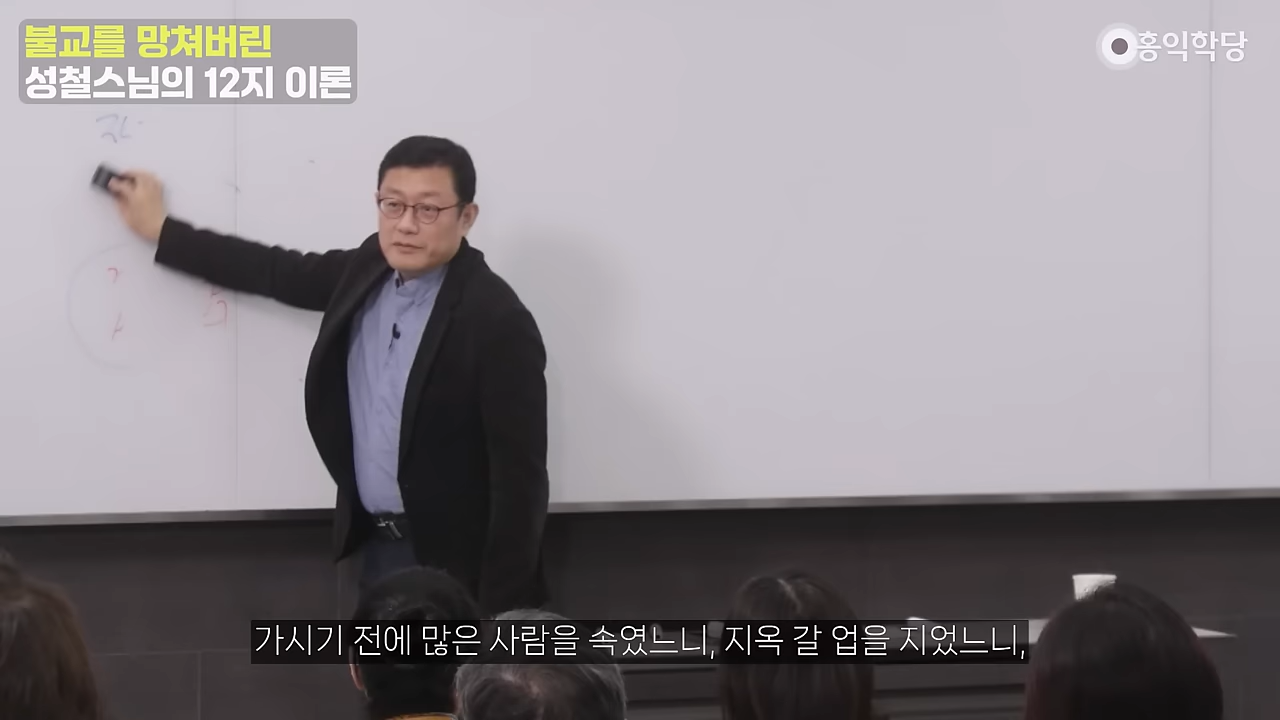 불교를 망쳐버린
성철스님의 12지 이론
홍익학당
가시기 전에 많은 사람을 속였느니, 지옥 갈 업을 지었느니,